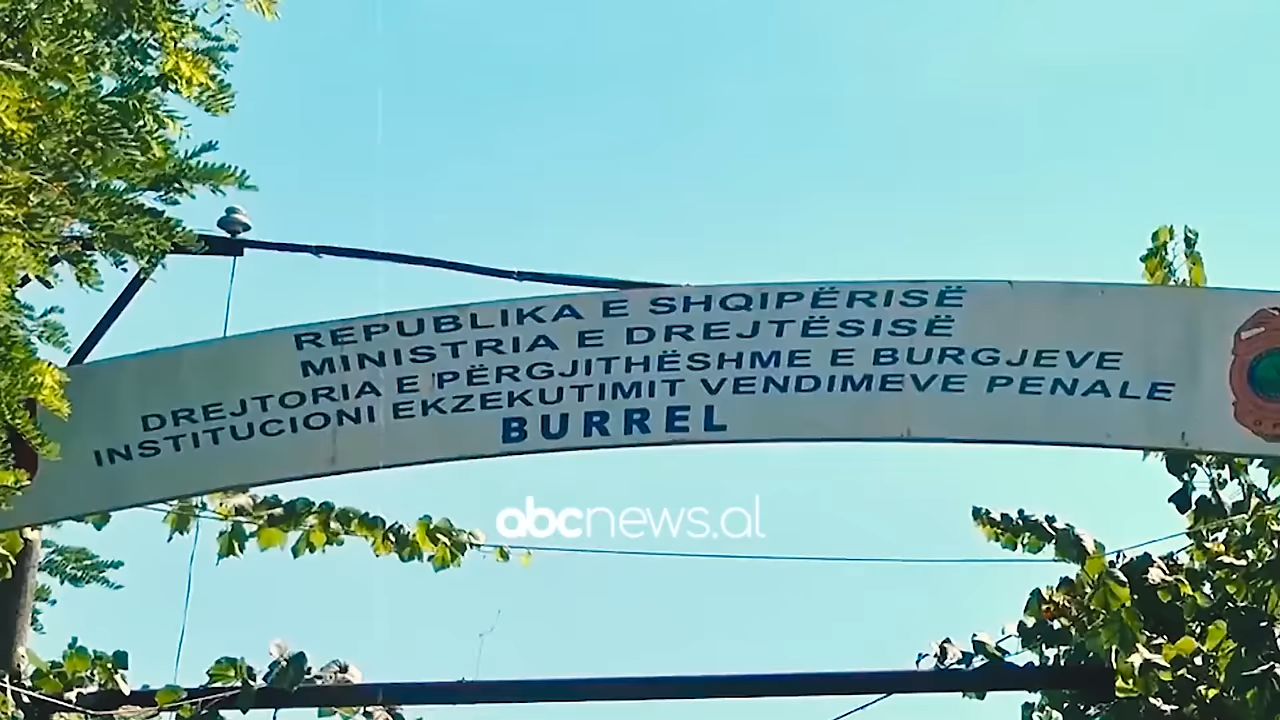 REPUBLIKA E SHQIPËRISË
MINISTRIA E DREJTËSISË
DREJTORIA E PËRGJITHËSHME E BURGJEVE
INSTITUCIONI EKZEKUTIMIT VENDIMEVE PENALE
BURREL
abcnews.al